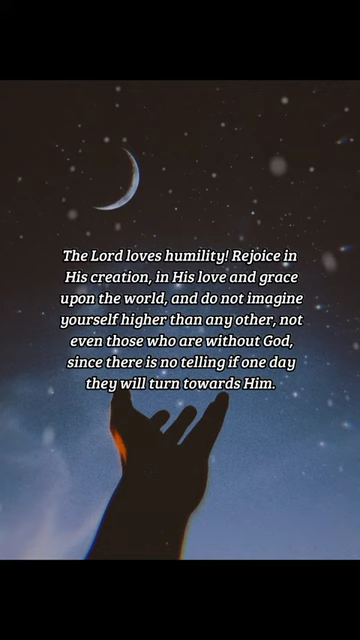 The Lord loves humility! Rejoice in
His creation, in His love and grace
upon the world, and do not imagine
yourself higher than any other, not
even those who are without God,
since there is no telling if one day
they will turn towards Him.